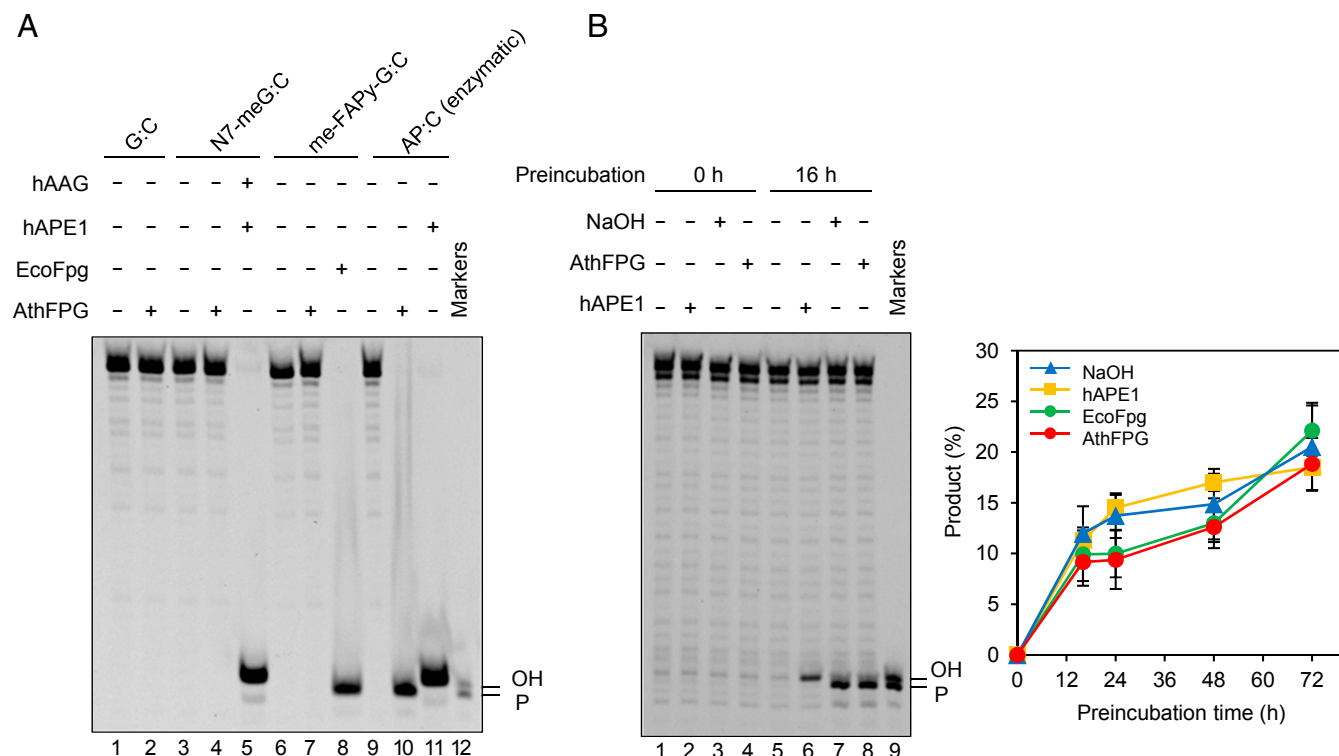 A
G:C
N7-meG:C
me-FAPy-G:C
AP:C (enzymatic)
hAAG – – – – + – – – – – –
hAPE1 – – – – + – – – – – +
EcoFpg – – – – – – – + – – –
AthFPG – + – + – – + – – + –
Markers
OH
P
1 2 3 4 5 6 7 8 9 10 11 12
B
Preincubation 0 h 16 h
NaOH – – + – – – + –
AthFPG – – – + – – – +
hAPE1 – + – – – + – –
Markers
OH
P
1 2 3 4 5 6 7 8 9
30
25
20
15
10
5
0
Product (%)
NaOH
hAPE1
EcoFpg
AthFPG
0 12 24 36 48 60 72
Preincubation time (h)